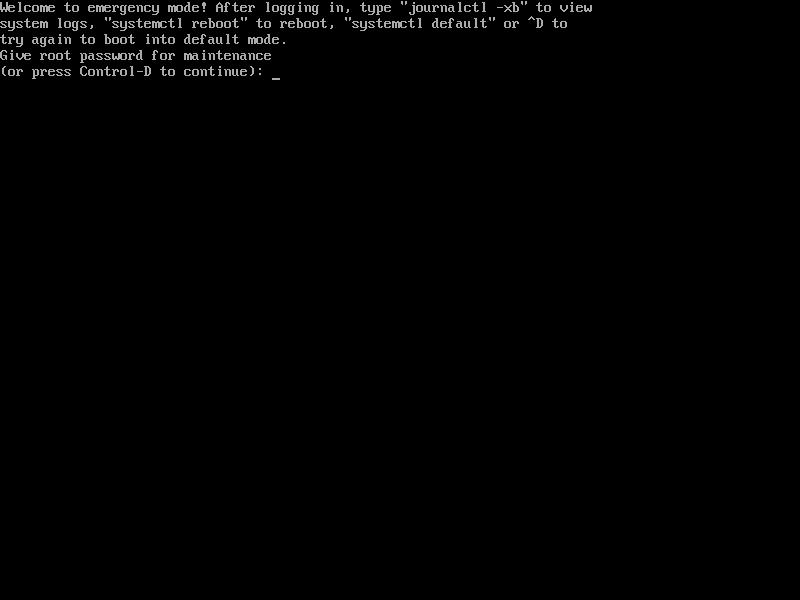 Welcome to emergency mode! After logging in, type "journalctl -xb" to view
system logs, "systemctl reboot" to reboot, "systemctl default" or ^D to
try again to boot into default mode.
Give root password for maintenance
(or press Control-D to continue): _